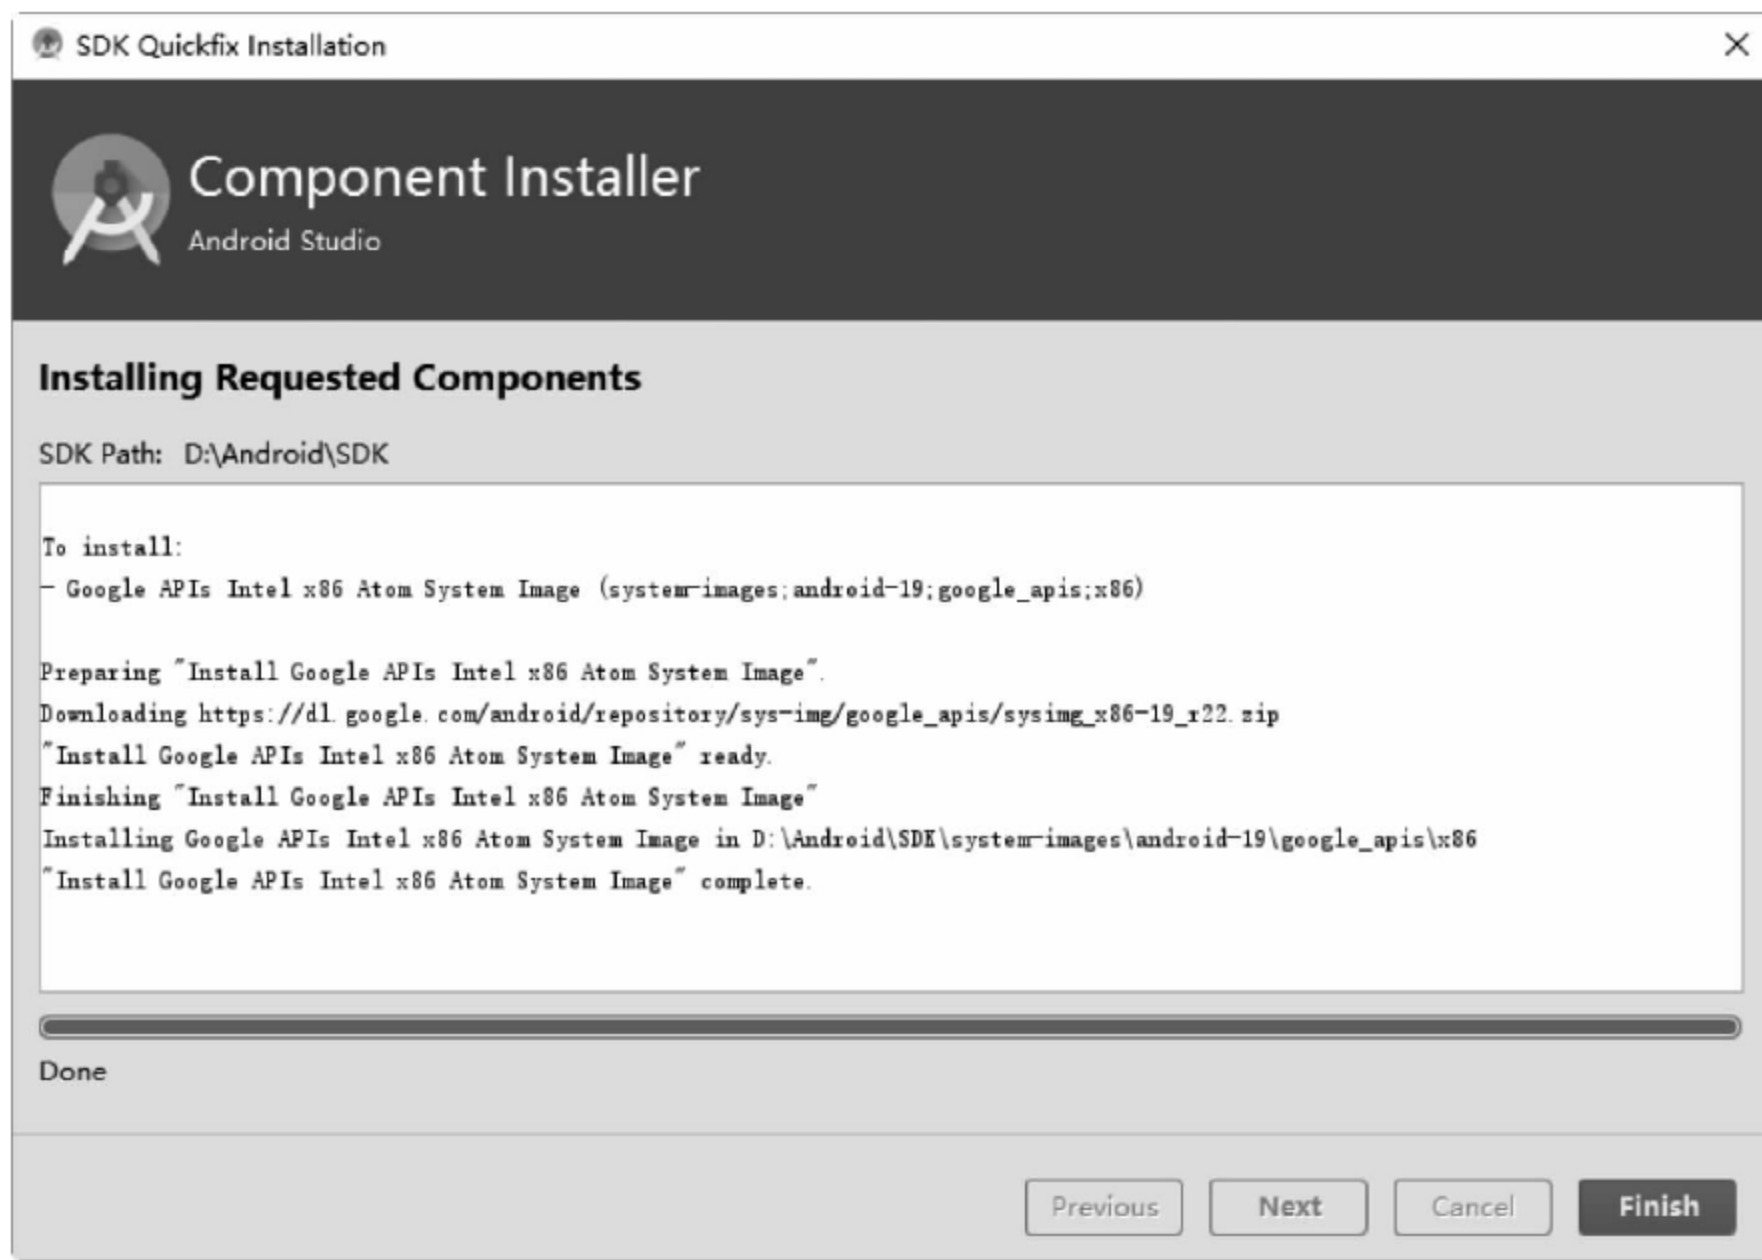 SDK Quickfix Installation
Component Installer
Android Studio
Installing Requested Components
SDK Path: D:\Android\SDK
To install:
- Google APIs Intel x86 Atom System Image (system-images;android-19;google_apis;x86)
Preparing "Install Google APIs Intel x86 Atom System Image".
Downloading https://dl.google.com/android/repository/sys-img/google_apis/sysimg_x86-19_r22.zip
"Install Google APIs Intel x86 Atom System Image" ready.
Finishing "Install Google APIs Intel x86 Atom System Image"
Installing Google APIs Intel x86 Atom System Image in D:\Android\SDK\system-images\android-19\google_apis\x86
"Install Google APIs Intel x86 Atom System Image" complete.
Done
Previous Next Cancel Finish